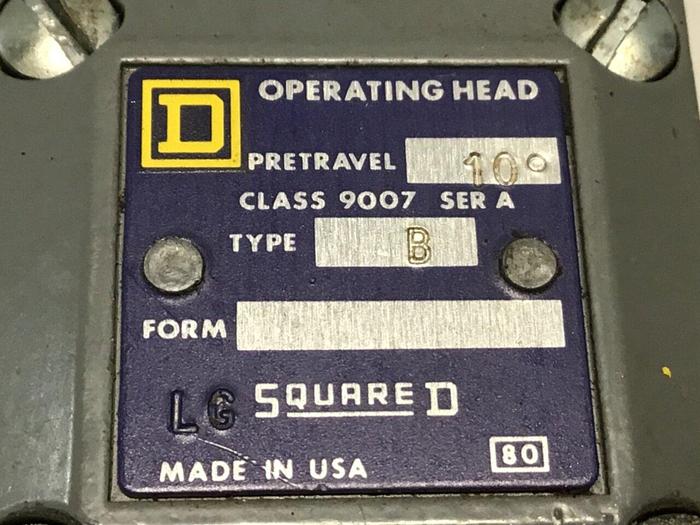 D OPERATING HEAD
PRETRAVEL 10°
CLASS 9007 SER A
TYPE B
FORM
LG SQUARE D
MADE IN USA 80